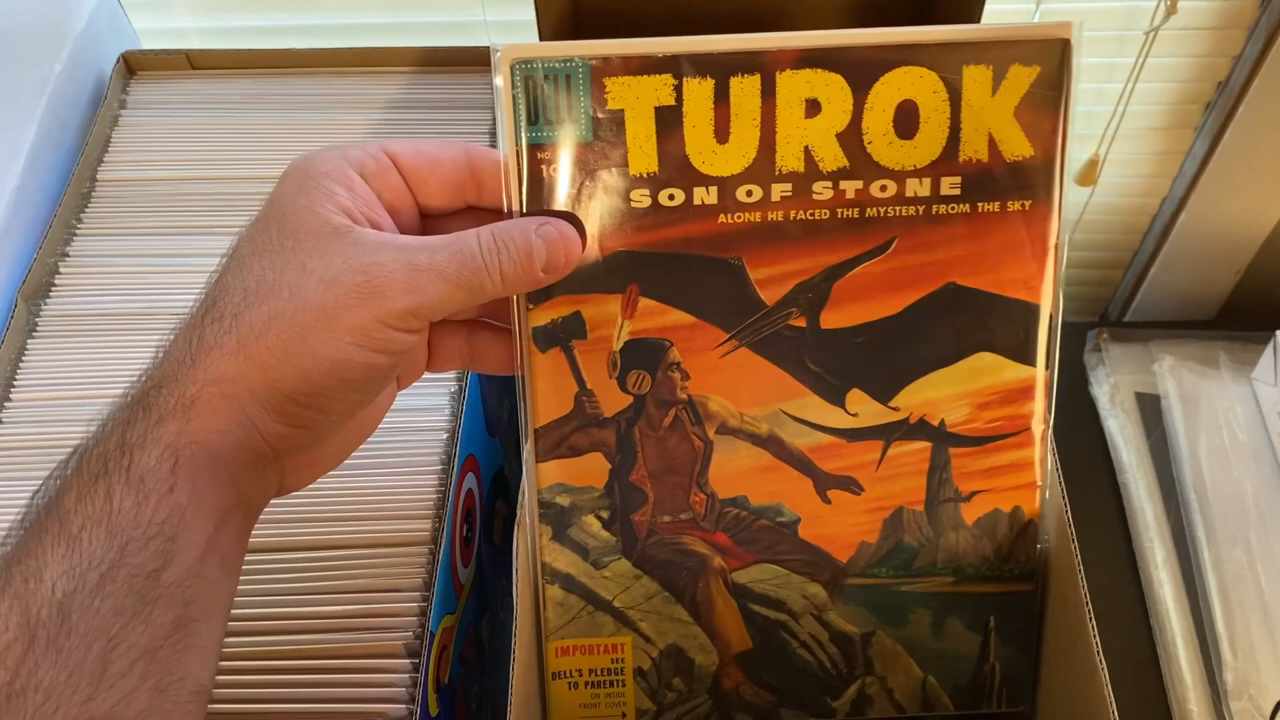 DELL
TUROK
SON OF STONE
ALONE HE FACED THE MYSTERY FROM THE SKY
NO.
IMPORTANT
SEE
DELL'S PLEDGE
TO PARENTS
ON INSIDE
FRONT COVER